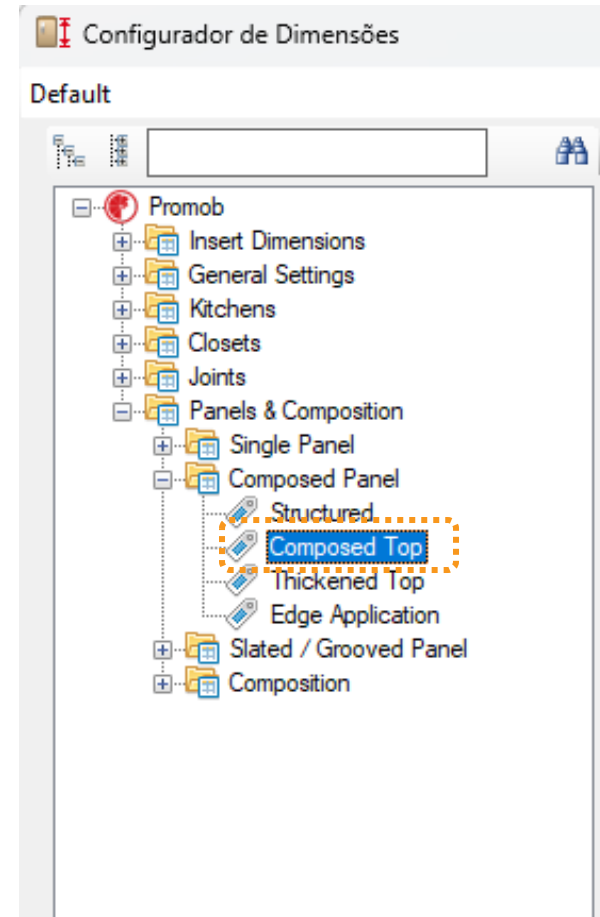 Configurador de Dimensões
Default
Promob
Insert Dimensions
General Settings
Kitchens
Closets
Joints
Panels & Composition
Single Panel
Composed Panel
Structured
Composed Top
Thickened Top
Edge Application
Slated / Grooved Panel
Composition